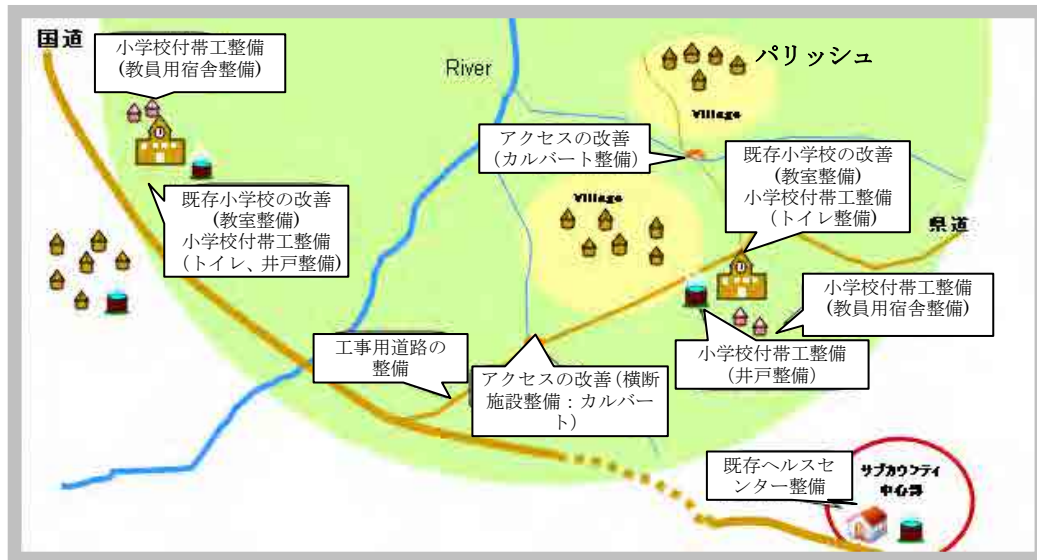 国道
小学校付帯工整備
(教員用宿舎整備)
River
パリッシュ
Village
アクセスの改善
（カルバート整備）
既存小学校の改善
(教室整備)
小学校付帯工整備
（トイレ整備）
既存小学校の改善
(教室整備)
小学校付帯工整備
（トイレ、井戸整備）
Village
県道
小学校付帯工整備
(教員用宿舎整備)
工事用道路の
整備
アクセスの改善（横断
施設整備：カルバー
ト）
小学校付帯工整備
（井戸整備）
既存ヘルスセ
ンター整備
サブカウンティ
中心部